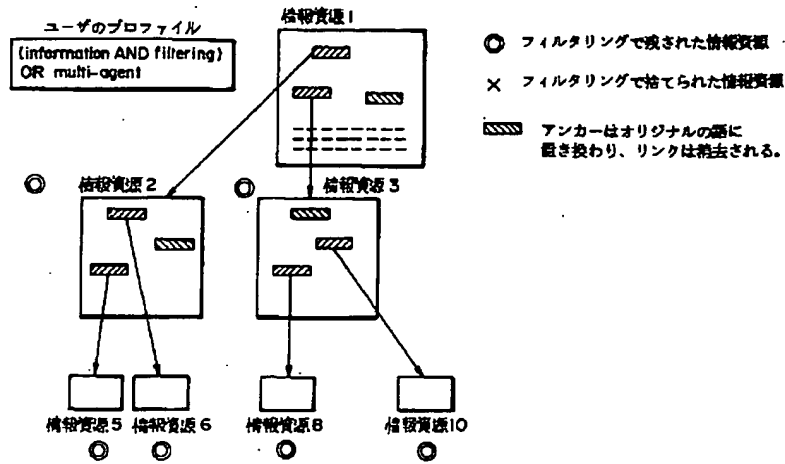 ユーザのプロファイル
(information AND filtering)
OR multi-agent
情報資源1
◎ フィルタリングで残された情報資源
× フィルタリングで捨てられた情報資源
アンカーはオリジナルの語に
置き換わり、リンクは消去される。
◎ 情報資源2
◎ 情報資源3
情報資源5
情報資源6
情報資源8
情報資源10
◎ ◎ ◎ ◎